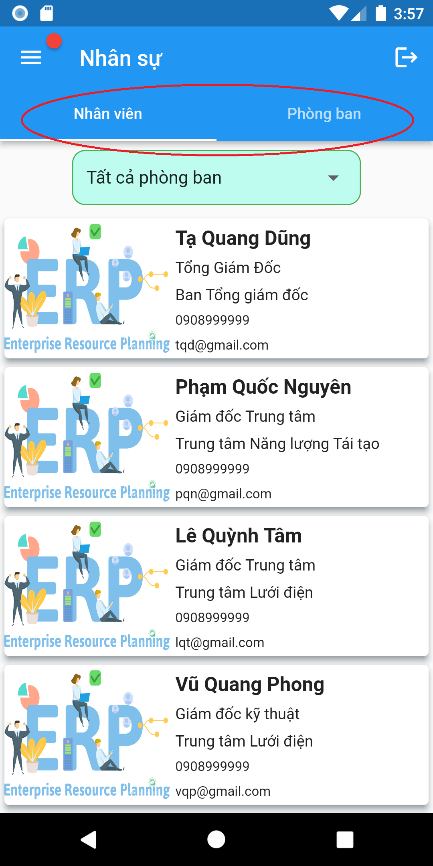 3:57
Nhân sự
Nhân viên
Phòng ban
Tất cả phòng ban
Tạ Quang Dũng
Tổng Giám Đốc
Ban Tổng giám đốc
0908999999
tqd@gmail.com
ERP
Enterprise Resource Planning
Phạm Quốc Nguyên
Giám đốc Trung tâm
Trung tâm Năng lượng Tái tạo
0908999999
pqn@gmail.com
ERP
Enterprise Resource Planning
Lê Quỳnh Tâm
Giám đốc Trung tâm
Trung tâm Lưới điện
0908999999
lqt@gmail.com
ERP
Enterprise Resource Planning
Vũ Quang Phong
Giám đốc kỹ thuật
Trung tâm Lưới điện
0908999999
vqp@gmail.com
ERP
Enterprise Resource Planning